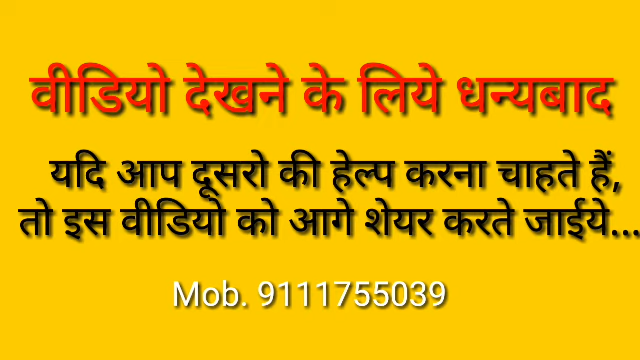 वीडियो देखने के लिये धन्यबाद
यदि आप दूसरो की हेल्प करना चाहते हैं,
तो इस वीडियो को आगे शेयर करते जाईये...
Mob. 9111755039